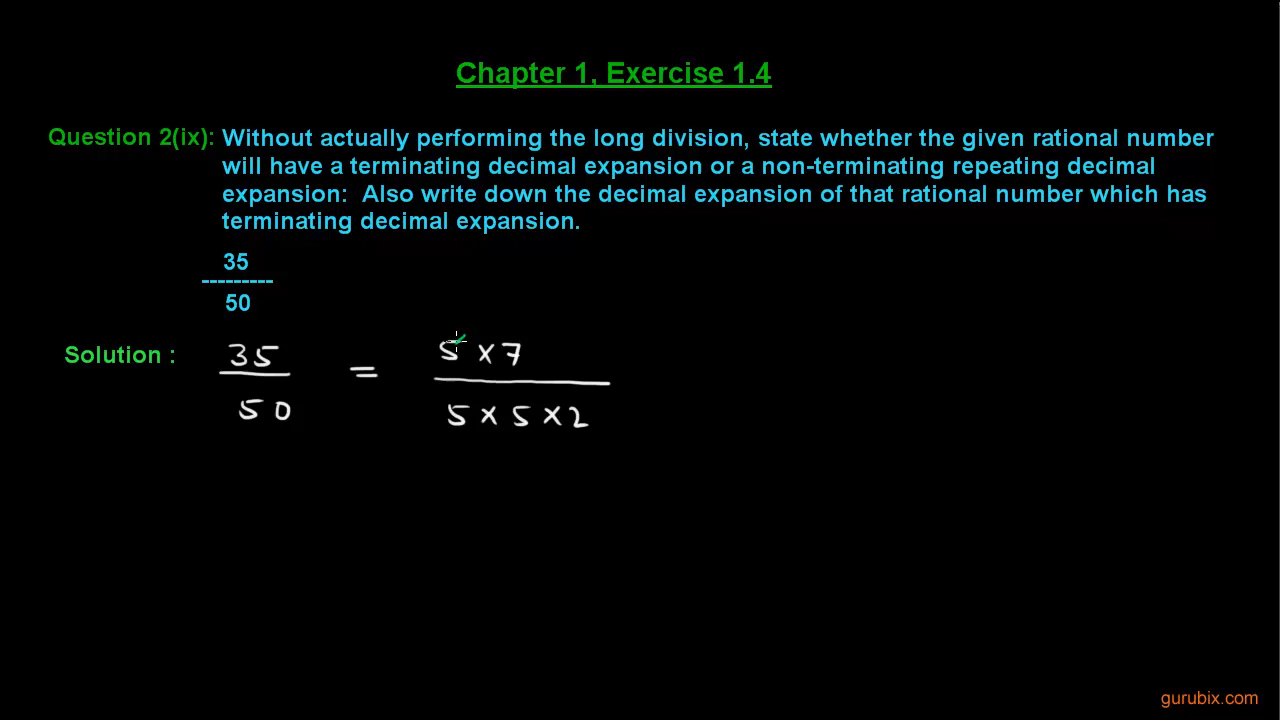 Chapter 1, Exercise 1.4
Question 2(ix): Without actually performing the long division, state whether the given rational number
will have a terminating decimal expansion or a non-terminating repeating decimal
expansion: Also write down the decimal expansion of that rational number which has
terminating decimal expansion.
35
---------
50
Solution :
35
50
=
5 × 7
5 × 5 × 2
gurubix.com